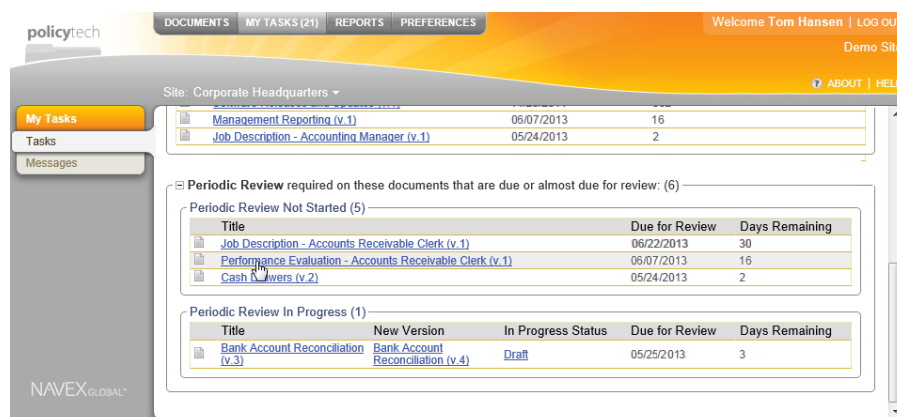 policytech
DOCUMENTS MY TASKS (21) REPORTS PREFERENCES
Welcome Tom Hansen | LOG OU
Demo Sit
Site: Corporate Headquarters
? ABOUT | HEL
My Tasks
Tasks
Messages
Management Reporting (v.1) 06/07/2013 16
Job Description - Accounting Manager (v.1) 05/24/2013 2
Periodic Review required on these documents that are due or almost due for review: (6)
Periodic Review Not Started (5)
Title Due for Review Days Remaining
Job Description - Accounts Receivable Clerk (v.1) 06/22/2013 30
Performance Evaluation - Accounts Receivable Clerk (v.1) 06/07/2013 16
Cash Drawers (v.2) 05/24/2013 2
Periodic Review In Progress (1)
Title New Version In Progress Status Due for Review Days Remaining
Bank Account Reconciliation (v.3) Bank Account Reconciliation (v.4) Draft 05/25/2013 3
NAVEX GLOBAL